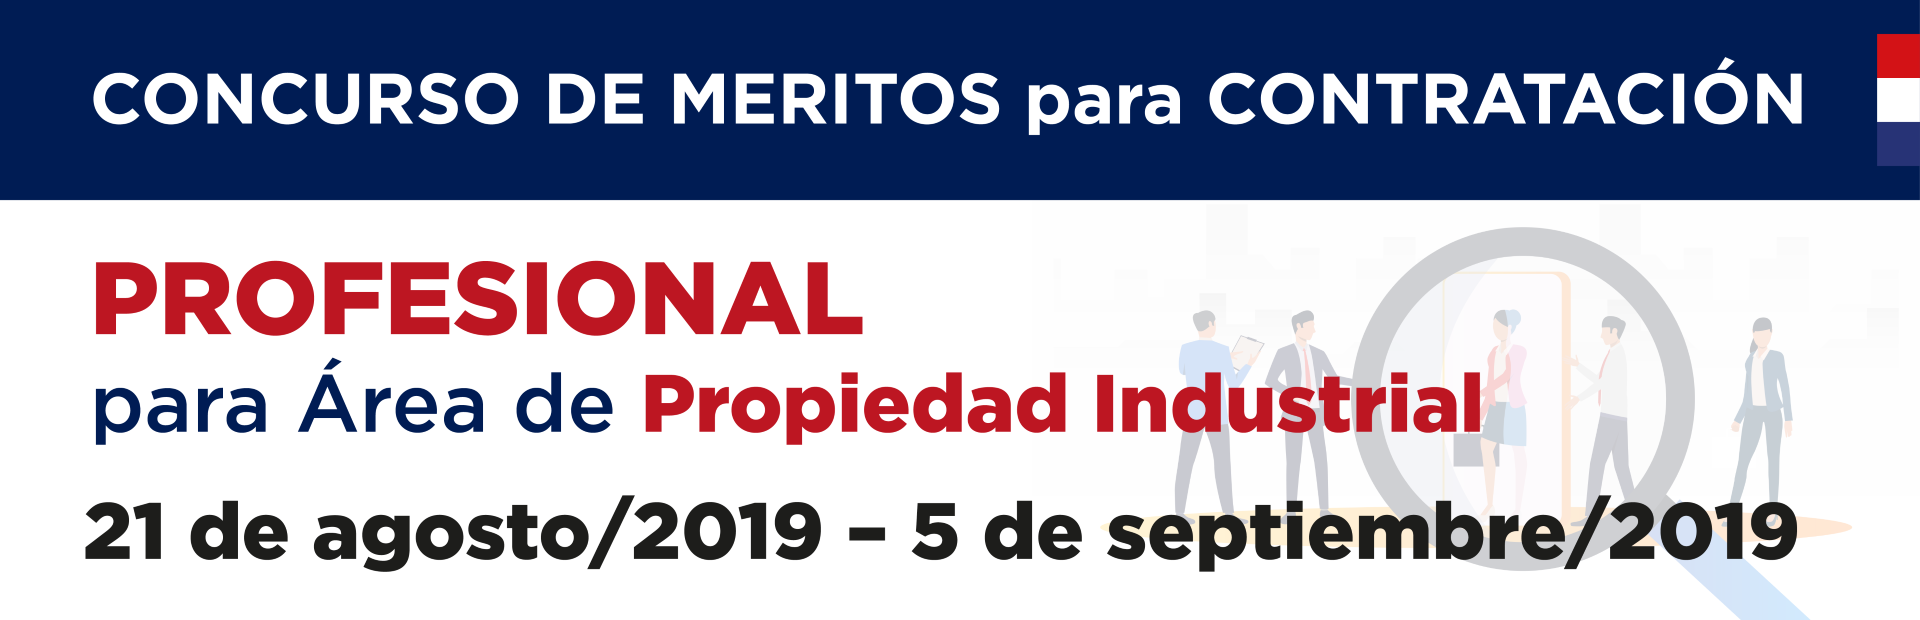 CONCURSO DE MERITOS para CONTRATACIÓN
PROFESIONAL
para Área de Propiedad Industrial
21 de agosto/2019 – 5 de septiembre/2019